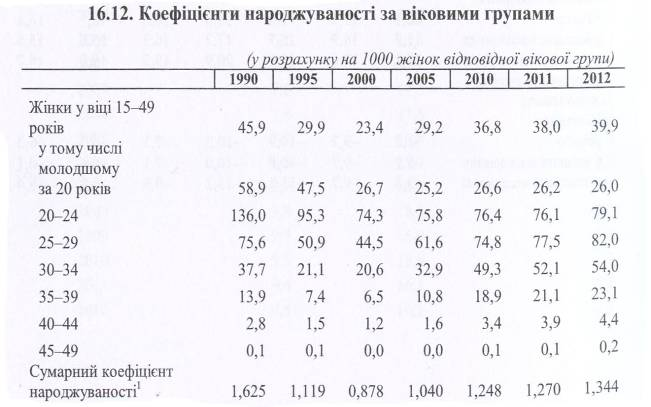 16.12. Коефіцієнти народжуваності за віковими групами
(у розрахунку на 1000 жінок відповідної вікової групи)
1990 1995 2000 2005 2010 2011 2012
Жінки у віці 15–49
років 45,9 29,9 23,4 29,2 36,8 38,0 39,9
у тому числі
молодшому
за 20 років 58,9 47,5 26,7 25,2 26,6 26,2 26,0
20–24 136,0 95,3 74,3 75,8 76,4 76,1 79,1
25–29 75,6 50,9 44,5 61,6 74,8 77,5 82,0
30–34 37,7 21,1 20,6 32,9 49,3 52,1 54,0
35–39 13,9 7,4 6,5 10,8 18,9 21,1 23,1
40–44 2,8 1,5 1,2 1,6 3,4 3,9 4,4
45–49 0,1 0,1 0,0 0,0 0,1 0,1 0,2
Сумарний коефіцієнт
народжуваності¹ 1,625 1,119 0,878 1,040 1,248 1,270 1,344